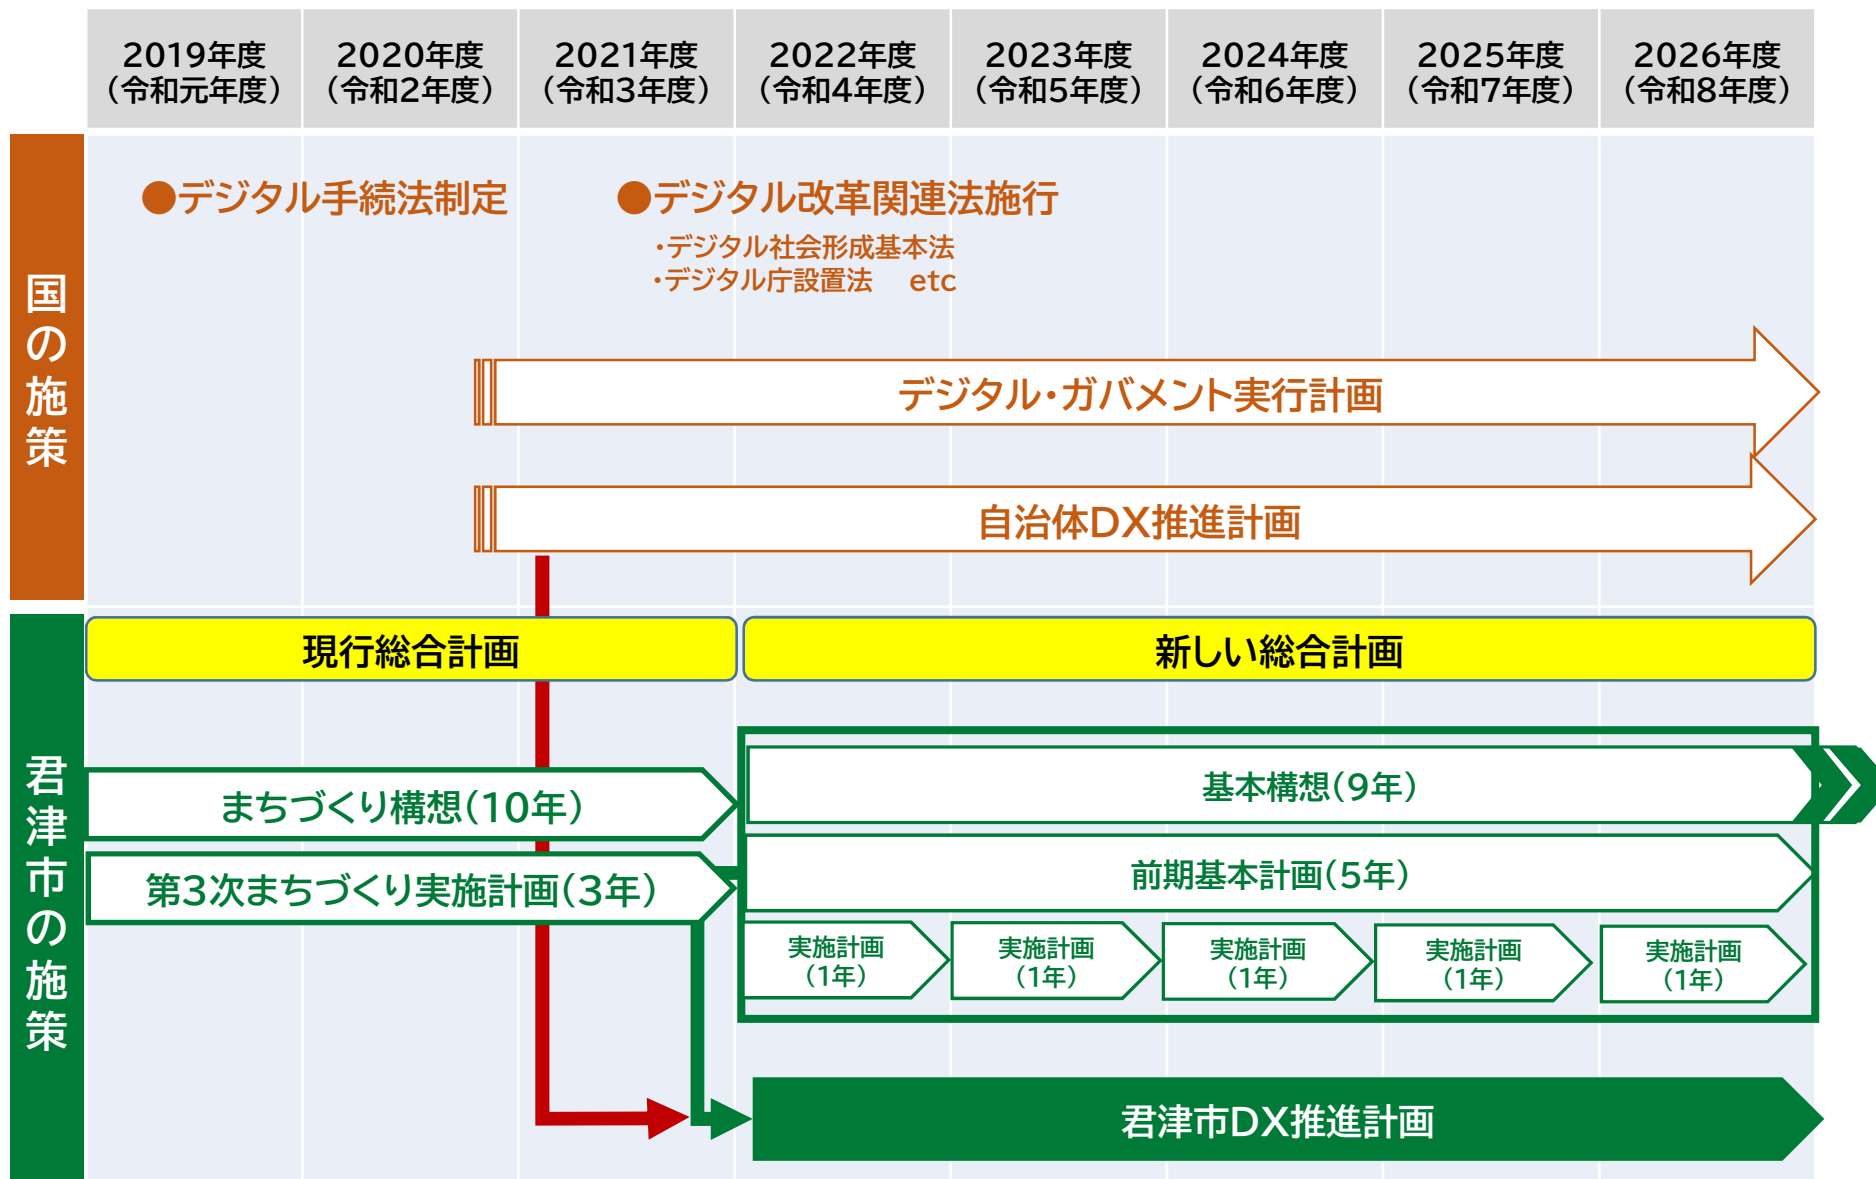 2019年度
（令和元年度）
2020年度
（令和2年度）
2021年度
（令和3年度）
2022年度
（令和4年度）
2023年度
（令和5年度）
2024年度
（令和6年度）
2025年度
（令和7年度）
2026年度
（令和8年度）
国の施策
●デジタル手続法制定
●デジタル改革関連法施行
・デジタル社会形成基本法
・デジタル庁設置法　etc
デジタル・ガバメント実行計画
自治体DX推進計画
君津市の施策
現行総合計画
新しい総合計画
まちづくり構想（10年）
基本構想（9年）
第3次まちづくり実施計画（3年）
前期基本計画（5年）
実施計画
（1年）
実施計画
（1年）
実施計画
（1年）
実施計画
（1年）
実施計画
（1年）
君津市DX推進計画